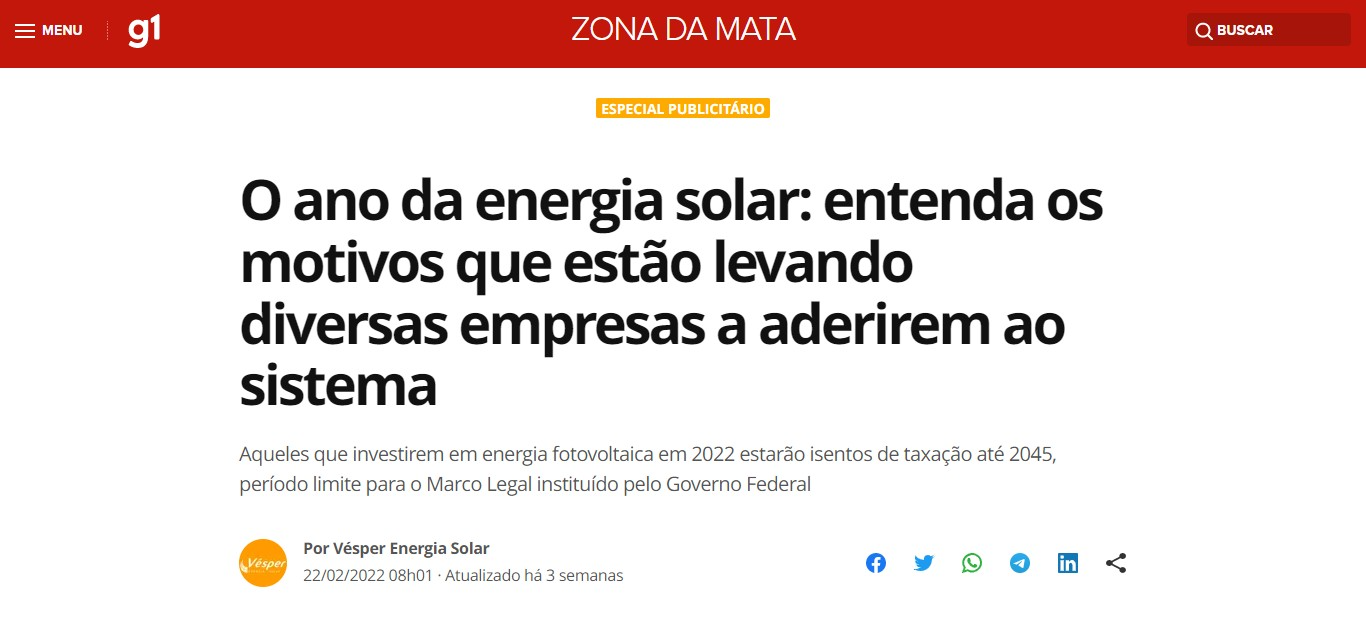 MENU
g1
ZONA DA MATA
BUSCAR
ESPECIAL PUBLICITÁRIO
O ano da energia solar: entenda os
motivos que estão levando
diversas empresas a aderirem ao
sistema
Aqueles que investirem em energia fotovoltaica em 2022 estarão isentos de taxação até 2045,
período limite para o Marco Legal instituído pelo Governo Federal
Vésper
Por Vésper Energia Solar
22/02/2022 08h01 · Atualizado há 3 semanas